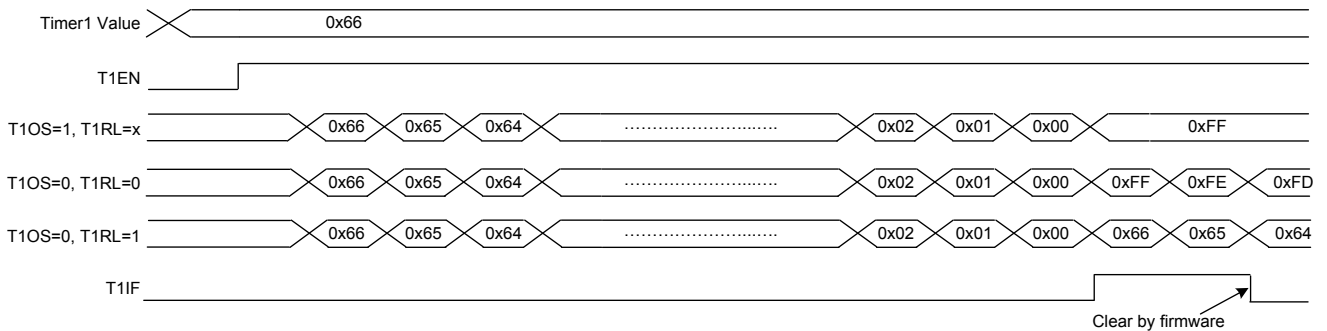 Timer1 Value 0x66
T1EN
T1OS=1, T1RL=x 0x66 0x65 0x64 ........................... 0x02 0x01 0x00 0xFF
T1OS=0, T1RL=0 0x66 0x65 0x64 ........................... 0x02 0x01 0x00 0xFF 0xFE 0xFD
T1OS=0, T1RL=1 0x66 0x65 0x64 ........................... 0x02 0x01 0x00 0x66 0x65 0x64
T1IF
Clear by firmware